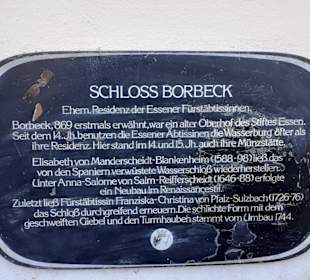 SCHLOSS BORBECK
Ehem. Residenz der Essener Fürstäbtissinnen.
Borbeck, 869 erstmals erwähnt, war ein alter Oberhof des Stiftes Essen.
Seit dem 14. Jh. benutzen die Essener Äbtissinen die Wasserburg öfter als
ihre Residenz. Hier stand im 14. und 15. Jh. auch ihre Münzstätte.
Elisabeth von Manderscheidt-Blankenheim (1588-98) ließ das
von den Spaniern verwüstete Wasserschloß wiederherstellen.
Unter Anna-Salome von Salm-Reifferscheidt (1646-88) erfolgte
ein Neubau im Renaissancestil.
Zuletzt ließ Fürstäbtissin Franziska-Christina von Pfalz-Sulzbach (1726-76)
das Schloß durchgreifend erneuern. Die schlichte Form mit dem
geschweiften Giebel und den Turmhauben stammt vom Umbau 1744.